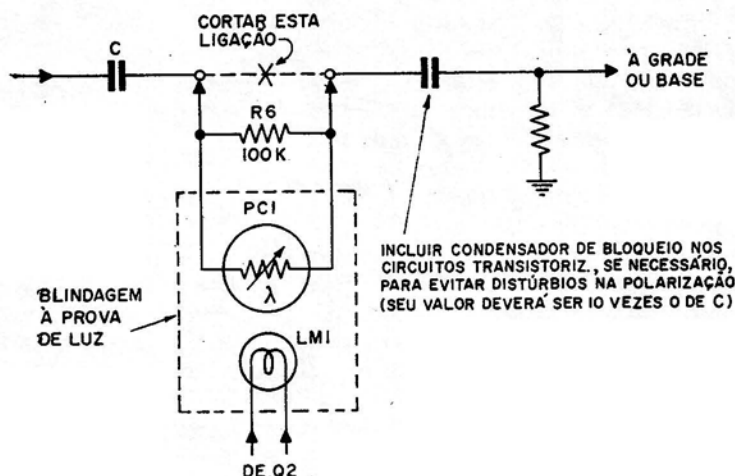 CORTAR ESTA
LIGAÇÃO
C
À GRADE
OU BASE
R6
100K
PC1
λ
INCLUIR CONDENSADOR DE BLOQUEIO NOS
CIRCUITOS TRANSISTORIZ., SE NECESSÁRIO,
PARA EVITAR DISTÚRBIOS NA POLARIZAÇÃO
(SEU VALOR DEVERÁ SER 10 VEZES O DE C)
BLINDAGEM
À PROVA
DE LUZ
LM1
DE Q2